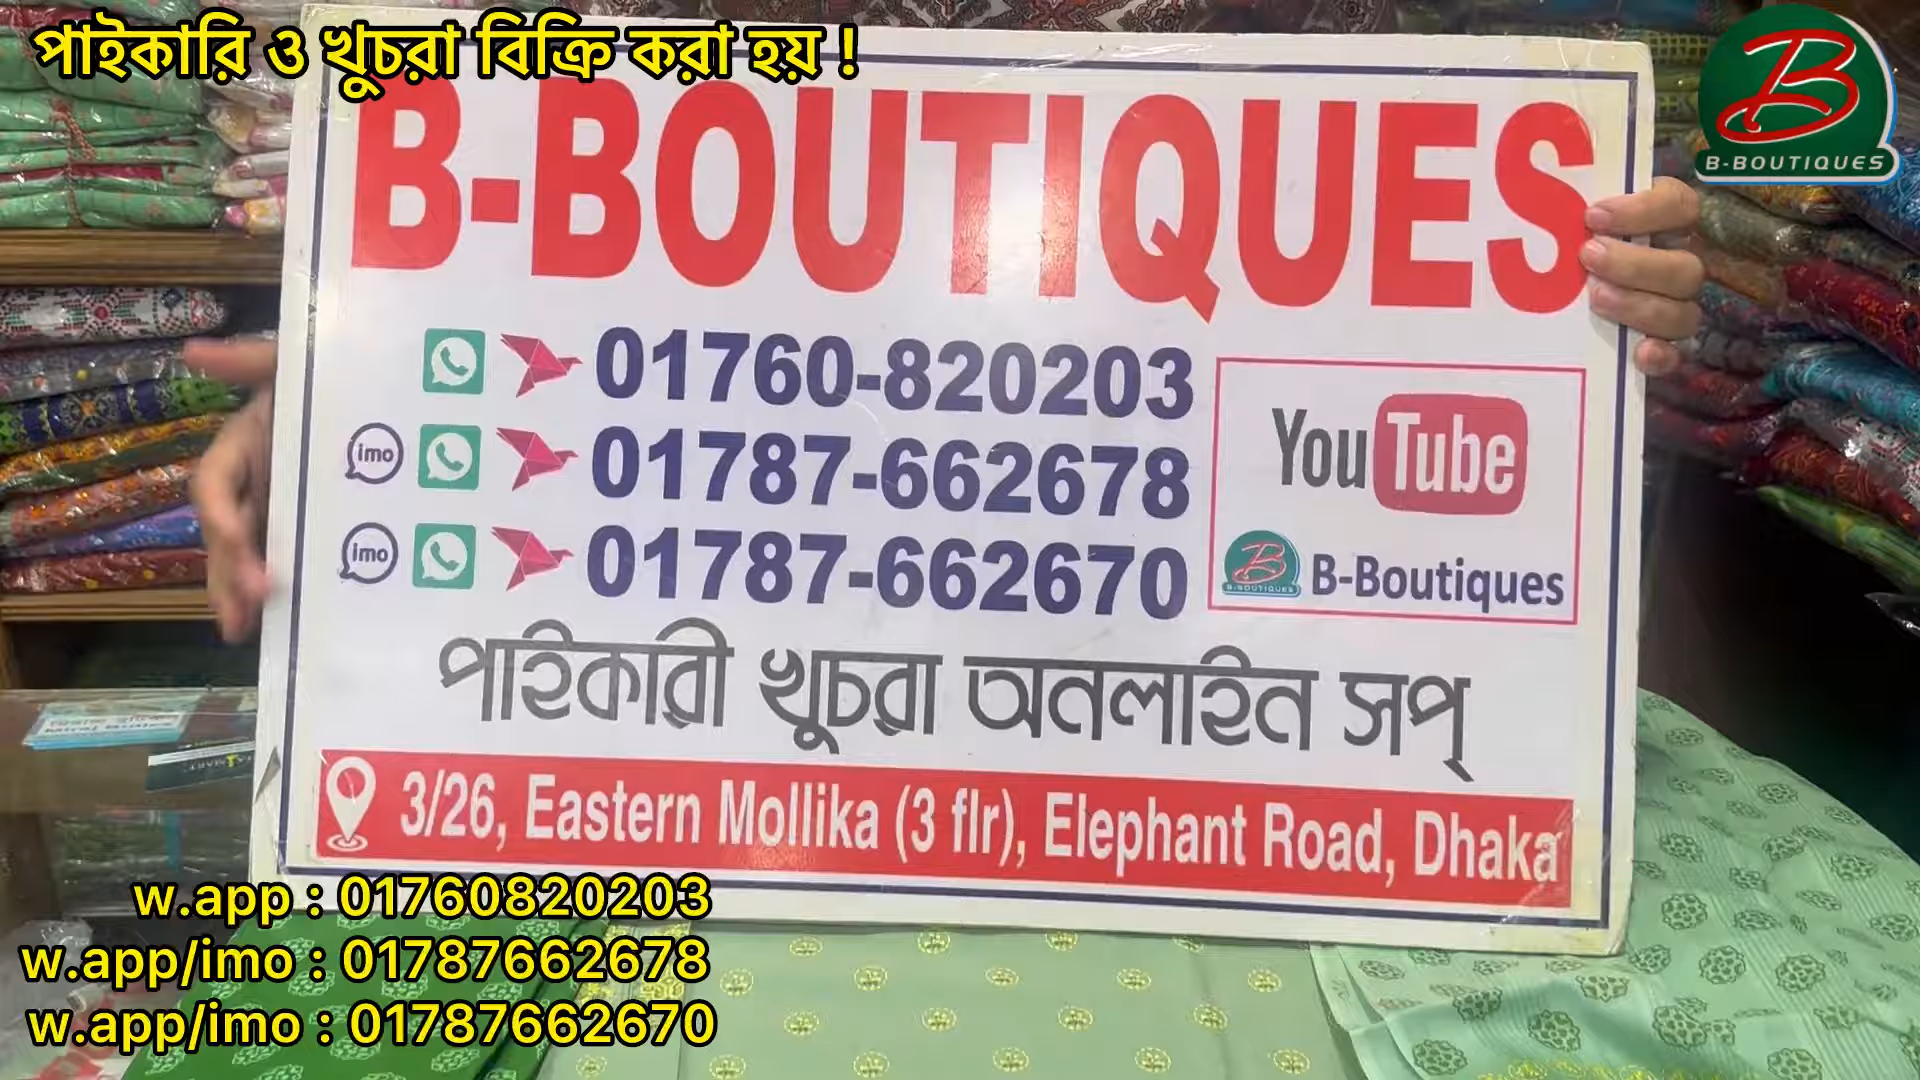 পাইকারি ও খুচরা বিক্রি করা হয় !
B
B-BOUTIQUES
B-BOUTIQUES
01760-820203
imo 01787-662678
imo 01787-662670
YouTube
B
B-BOUTIQUES
B-Boutiques
পাইকারী খুচরা অনলাইন সপ্
3/26, Eastern Mollika (3 flr), Elephant Road, Dhaka
w.app : 01760820203
w.app/imo : 01787662678
w.app/imo : 01787662670